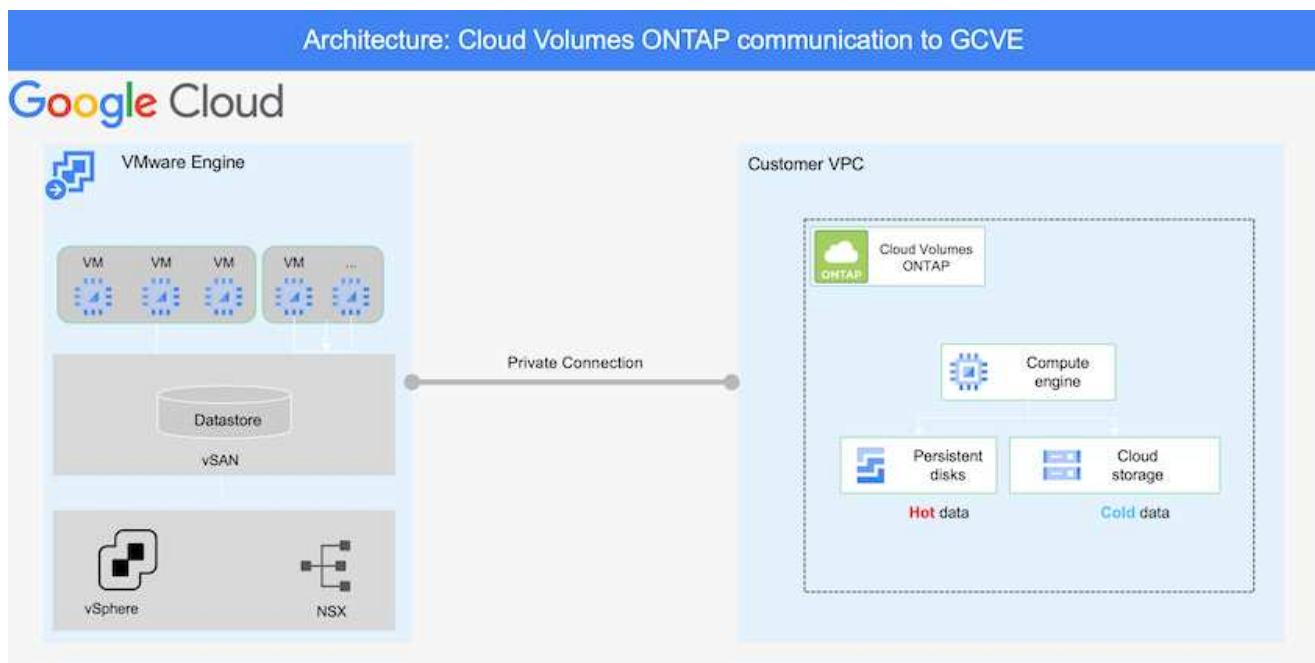 Architecture: Cloud Volumes ONTAP communication to GCVE
Google Cloud
VMware Engine
VM VM VM VM ...
Datastore
vSAN
vSphere
NSX
Private Connection
Customer VPC
ONTAP
Cloud Volumes
ONTAP
Compute
engine
Persistent
disks
Cloud
storage
Hot data
Cold data